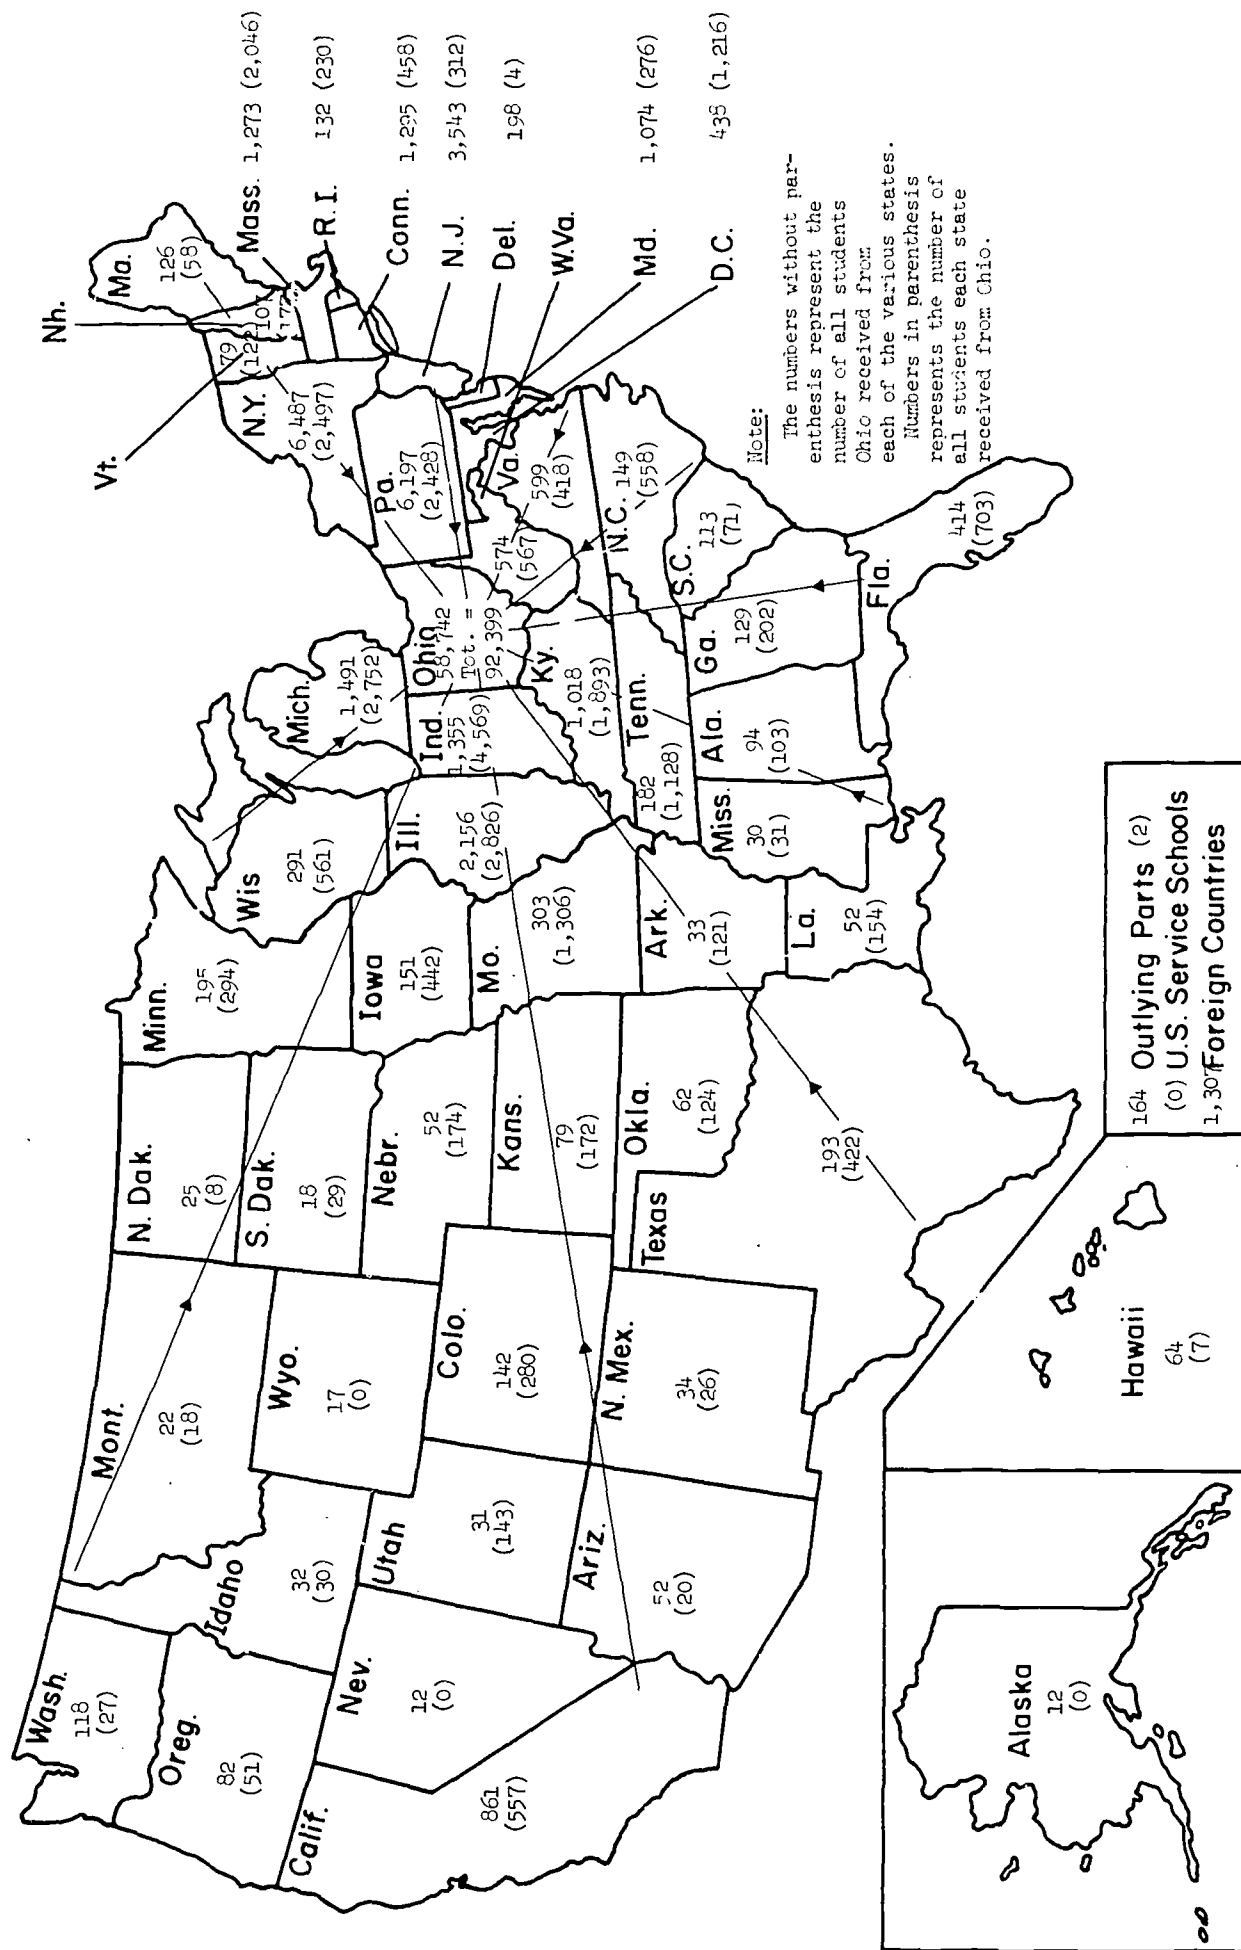 Wash.
118
(27)
Oreg.
82
(51)
Calif.
861
(557)
Nev.
12
(0)
Idaho
32
(30)
Mont.
22
(18)
Wyo.
17
(0)
Utah
31
(143)
Ariz.
52
(20)
Colo.
142
(280)
N. Mex.
34
(26)
N. Dak.
25
(8)
S. Dak.
18
(29)
Nebr.
52
(174)
Kans.
79
(172)
Okla.
62
(124)
Texas
193
(422)
Minn.
195
(294)
Iowa
151
(442)
Mo.
303
(1,306)
Ark.
33
(121)
La.
52
(154)
Wis
291
(561)
Ill.
2,156
(2,826)
Mich.
1,491
(2,752)
Ind.
1,355
(4,569)
Ohio
58,742
Tot. =
92,399
Ky.
1,018
(1,893)
Tenn.
182
(1,128)
Miss.
30
(31)
Ala.
94
(103)
Ga.
129
(202)
Fla.
414
(703)
S.C.
113
(71)
N.C. 149
(558)
Va.
599
(418)
574
(567)
Pa.
6,197
(2,428)
N.Y.
6,487
(2,497)
Vt.
79
(122)
Nh.
107
Ma.
126
(58)
Mass. 1,273 (2,046)
R.I. 132 (230)
Conn. 1,295 (458)
N.J. 3,543 (312)
Del. 198 (4)
W.Va.
Md. 1,074 (276)
D.C. 438 (1,216)
Note:
The numbers without par-
enthesis represent the
number of all students
Ohio received from
each of the various states.
Numbers in parenthesis
represents the number of
all students each state
received from Ohio.
Alaska
12
(0)
Hawaii
64
(7)
164 Outlying Parts (2)
(0) U.S. Service Schools
1,307 Foreign Countries